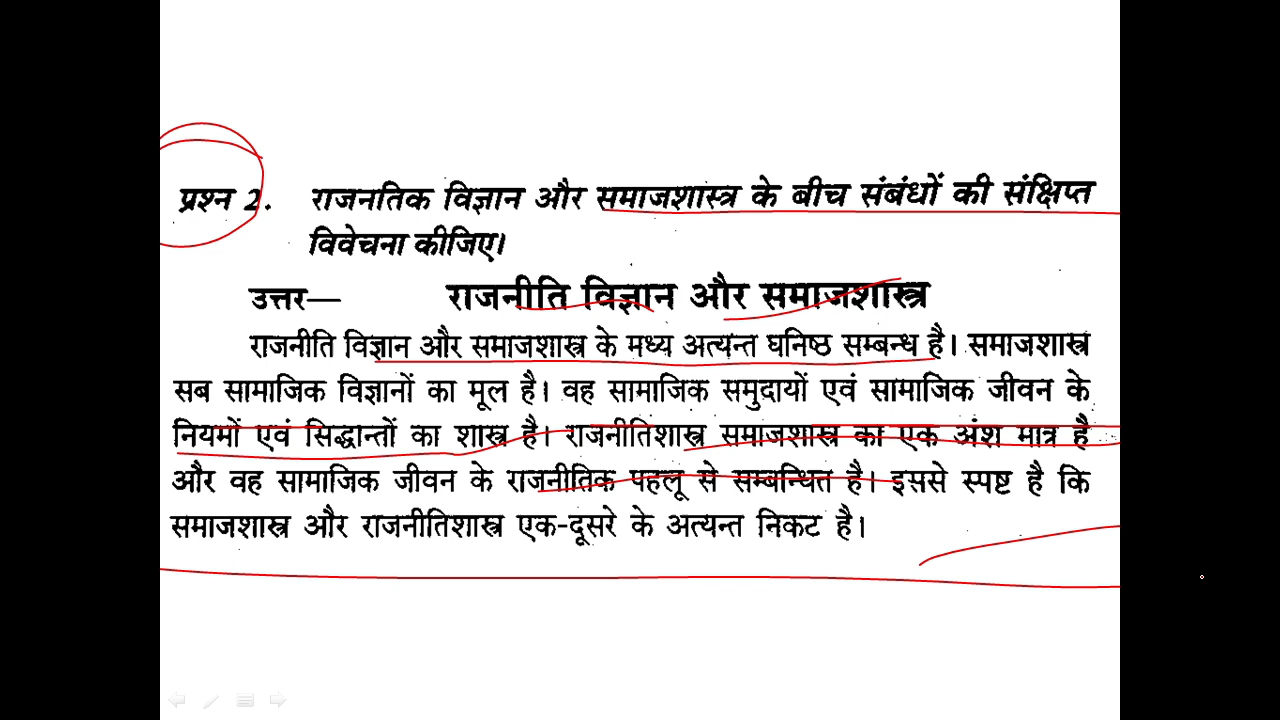 प्रश्न 2. राजनतिक विज्ञान और समाजशास्त्र के बीच संबंधों की संक्षिप्त
विवेचना कीजिए।
उत्तर— राजनीति विज्ञान और समाजशास्त्र
राजनीति विज्ञान और समाजशास्त्र के मध्य अत्यन्त घनिष्ठ सम्बन्ध है। समाजशास्त्र
सब सामाजिक विज्ञानों का मूल है। वह सामाजिक समुदायों एवं सामाजिक जीवन के
नियमों एवं सिद्धान्तों का शास्त्र है। राजनीतिशास्त्र समाजशास्त्र का एक अंश मात्र है
और वह सामाजिक जीवन के राजनीतिक पहलू से सम्बन्धित है। इससे स्पष्ट है कि
समाजशास्त्र और राजनीतिशास्त्र एक-दूसरे के अत्यन्त निकट है।